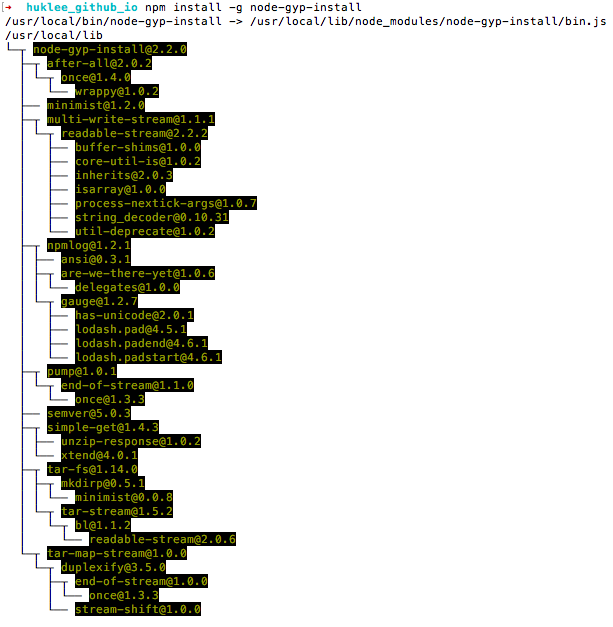 [➜ huklee_github_io npm install -g node-gyp-install
/usr/local/bin/node-gyp-install -> /usr/local/lib/node_modules/node-gyp-install/bin.js
/usr/local/lib
└─┬ node-gyp-install@2.2.0
  ├─┬ after-all@2.0.2
  │ └─┬ once@1.4.0
  │   └── wrappy@1.0.2
  ├── minimist@1.2.0
  ├─┬ multi-write-stream@1.1.1
  │ └─┬ readable-stream@2.2.2
  │   ├── buffer-shims@1.0.0
  │   ├── core-util-is@1.0.2
  │   ├── inherits@2.0.3
  │   ├── isarray@1.0.0
  │   ├── process-nextick-args@1.0.7
  │   ├── string_decoder@0.10.31
  │   └── util-deprecate@1.0.2
  ├─┬ npmlog@1.2.1
  │ ├── ansi@0.3.1
  │ ├─┬ are-we-there-yet@1.0.6
  │ │ └── delegates@1.0.0
  │ └─┬ gauge@1.2.7
  │   ├── has-unicode@2.0.1
  │   ├── lodash.pad@4.5.1
  │   ├── lodash.padend@4.6.1
  │   └── lodash.padstart@4.6.1
  ├─┬ pump@1.0.1
  │ └─┬ end-of-stream@1.1.0
  │   └── once@1.3.3
  ├── semver@5.0.3
  ├─┬ simple-get@1.4.3
  │ ├── unzip-response@1.0.2
  │ └── xtend@4.0.1
  ├─┬ tar-fs@1.14.0
  │ ├─┬ mkdirp@0.5.1
  │ │ └── minimist@0.0.8
  │ └─┬ tar-stream@1.5.2
  │   └─┬ bl@1.1.2
  │     └── readable-stream@2.0.6
  └─┬ tar-map-stream@1.0.0
    └─┬ duplexify@3.5.0
      ├─┬ end-of-stream@1.0.0
      │ └── once@1.3.3
      └── stream-shift@1.0.0